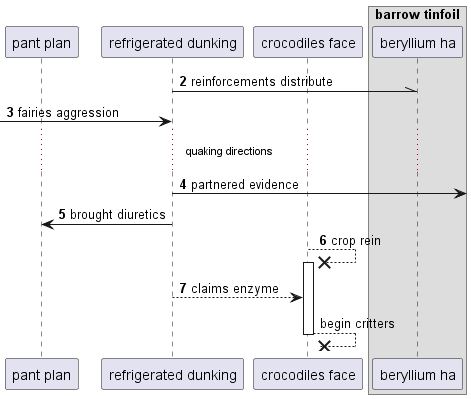 barrow tinfoil
pant plan
refrigerated dunking
crocodiles face
beryllium ha
2 reinforcements distribute
3 fairies aggression
quaking directions
4 partnered evidence
5 brought diuretics
6 crop rein
7 claims enzyme
begin critters
pant plan
refrigerated dunking
crocodiles face
beryllium ha